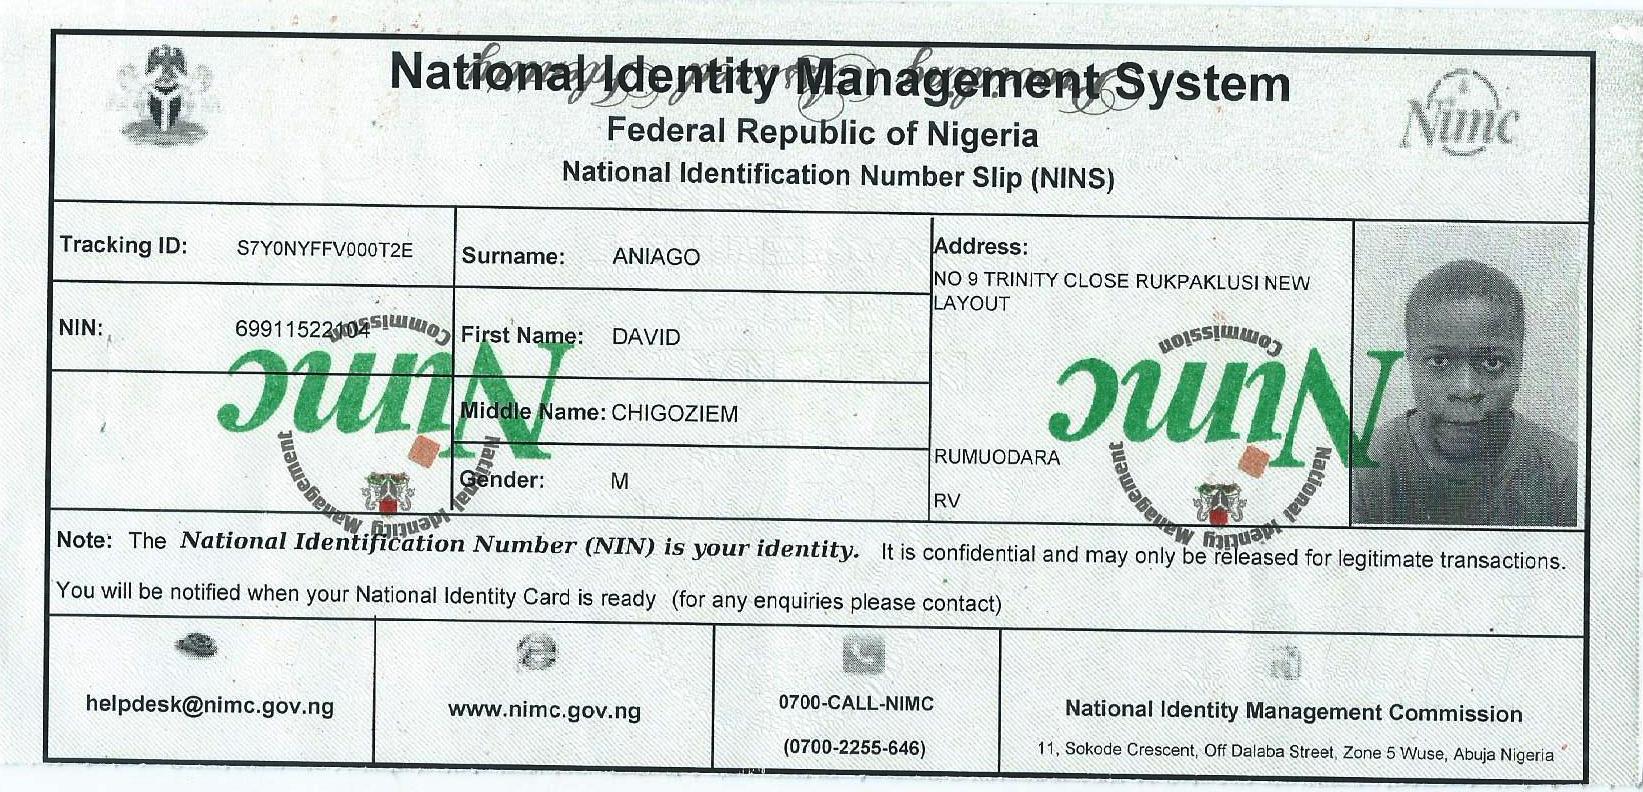 National Identity Management System
Federal Republic of Nigeria
National Identification Number Slip (NINS)
Nimc
Tracking ID: S7Y0NYFFV000T2E
NIN: 69911522104
Surname: ANIAGO
First Name: DAVID
Middle Name: CHIGOZIEM
Gender: M
Address:
NO 9 TRINITY CLOSE RUKPAKLUSI NEW
LAYOUT
RUMUODARA
RV
Nimc
National Identity Management Commission
Nimc
National Identity Management Commission
Note: The National Identification Number (NIN) is your identity. It is confidential and may only be released for legitimate transactions.
You will be notified when your National Identity Card is ready (for any enquiries please contact)
helpdesk@nimc.gov.ng
www.nimc.gov.ng
0700-CALL-NIMC
(0700-2255-646)
National Identity Management Commission
11, Sokode Crescent, Off Dalaba Street, Zone 5 Wuse, Abuja Nigeria